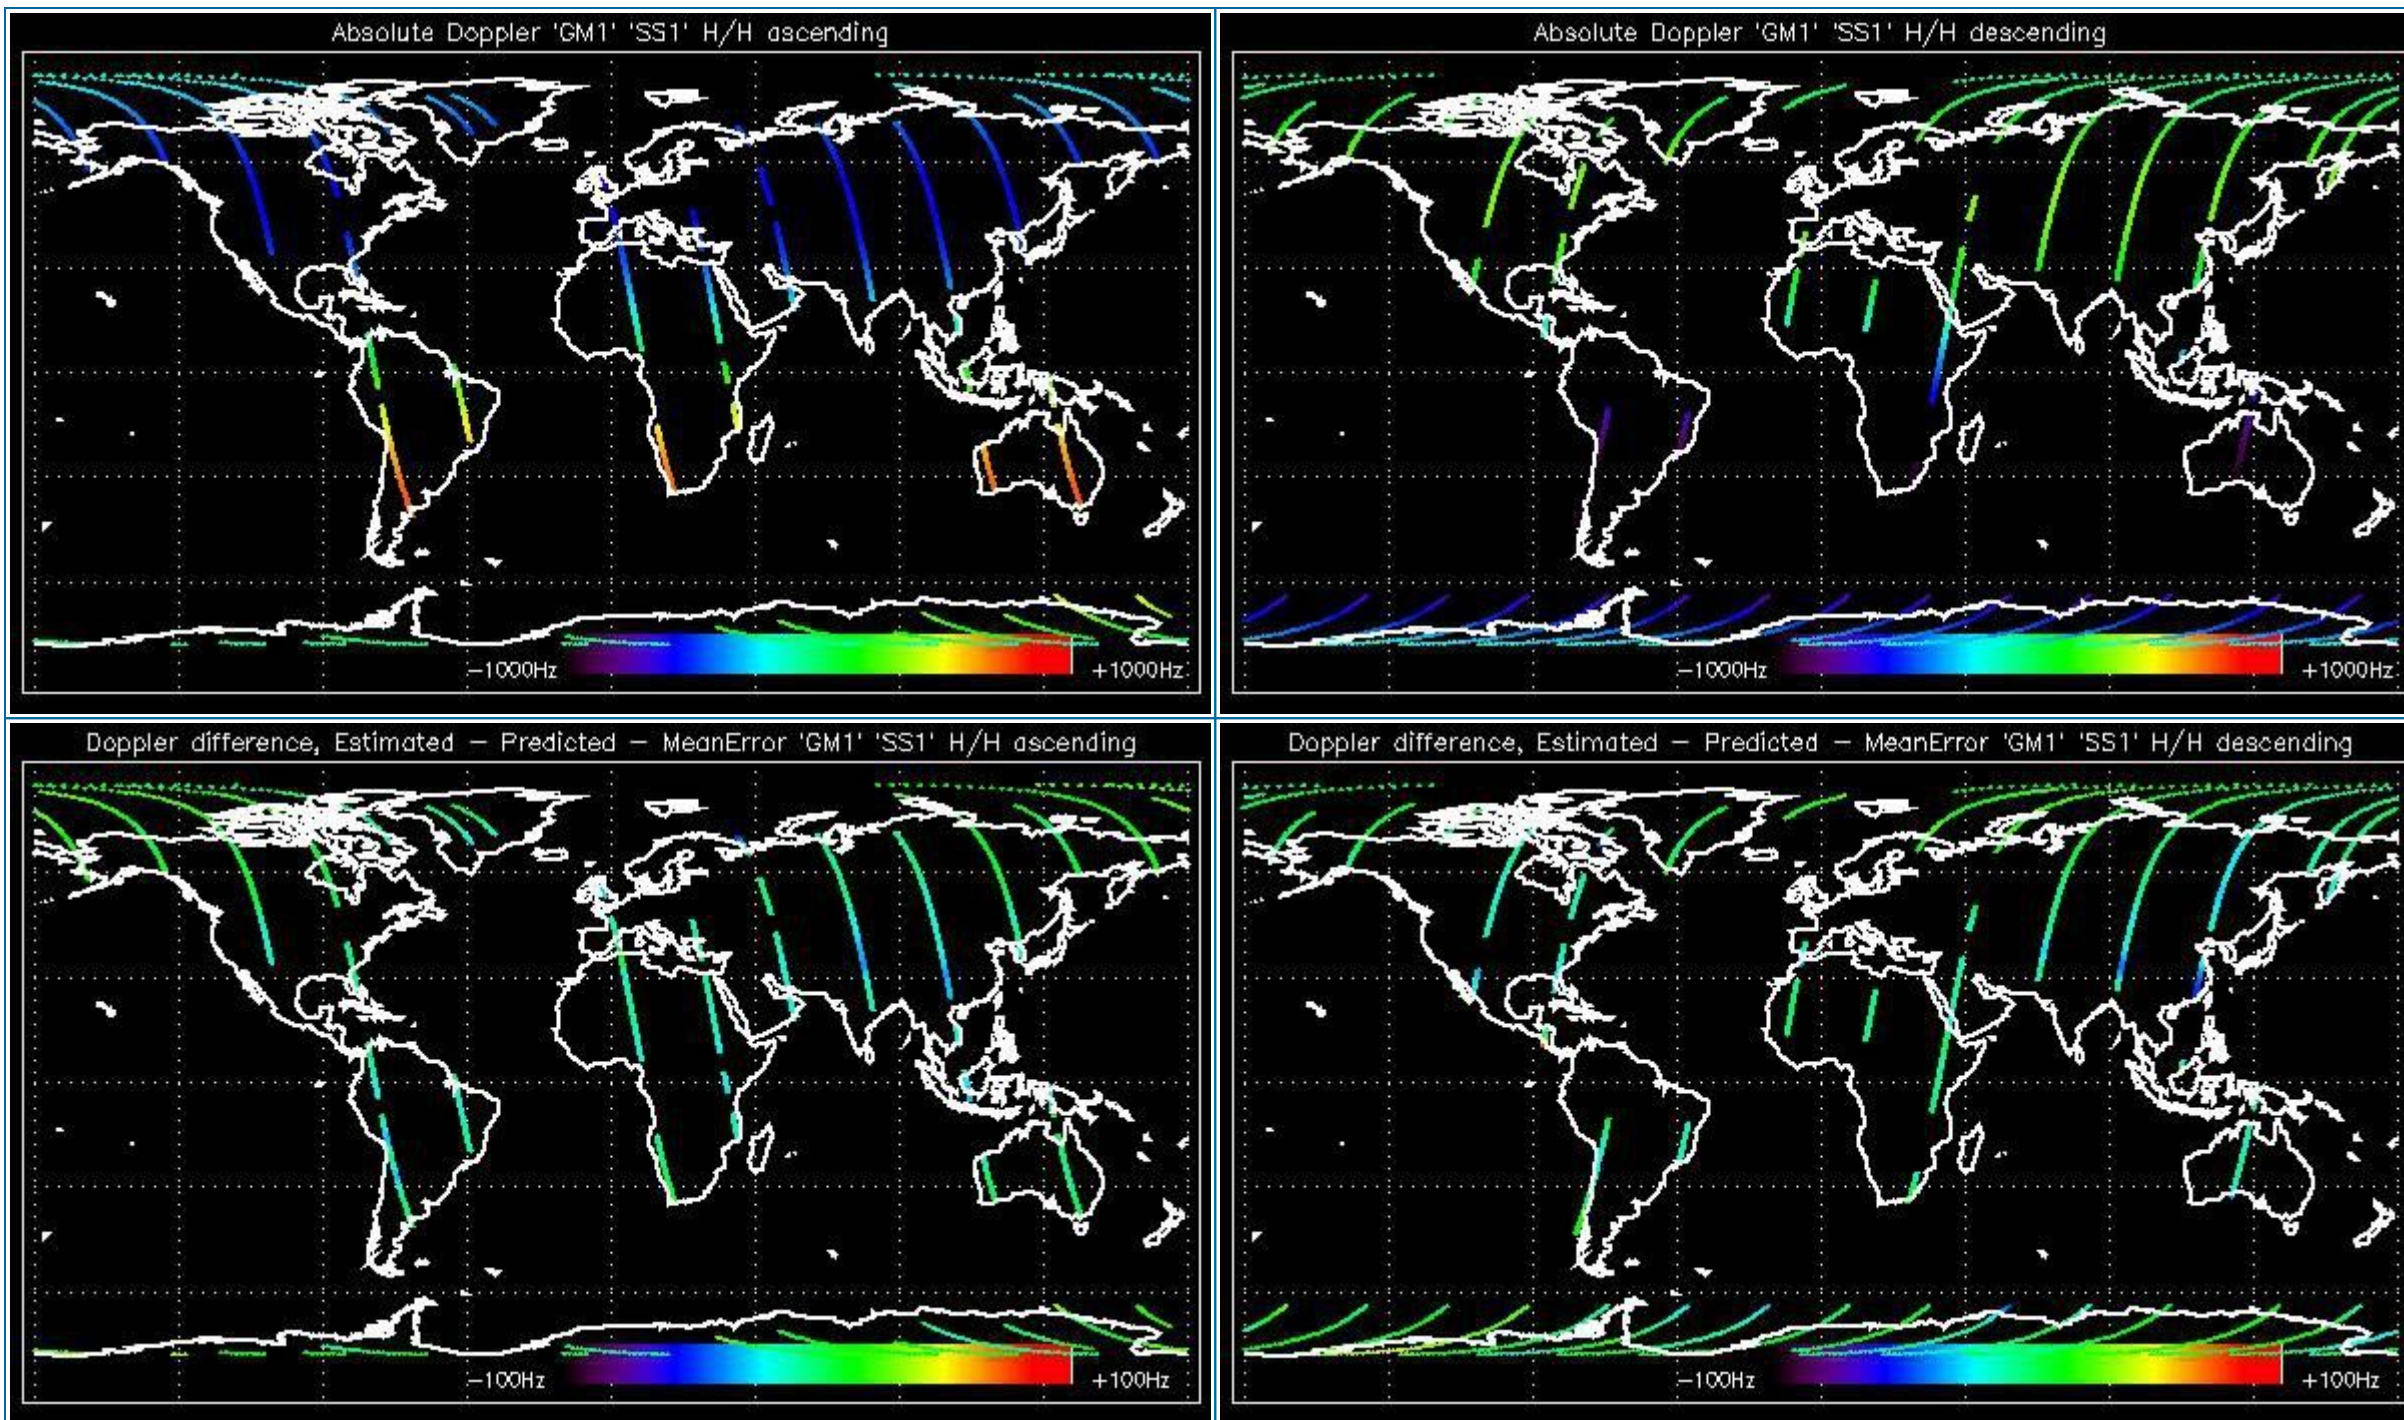 Absolute Doppler 'GM1' 'SS1' H/H ascending
-1000Hz
+1000Hz
Absolute Doppler 'GM1' 'SS1' H/H descending
-1000Hz
+1000Hz
Doppler difference, Estimated - Predicted - MeanError 'GM1' 'SS1' H/H ascending
-100Hz
+100Hz
Doppler difference, Estimated - Predicted - MeanError 'GM1' 'SS1' H/H descending
-100Hz
+100Hz